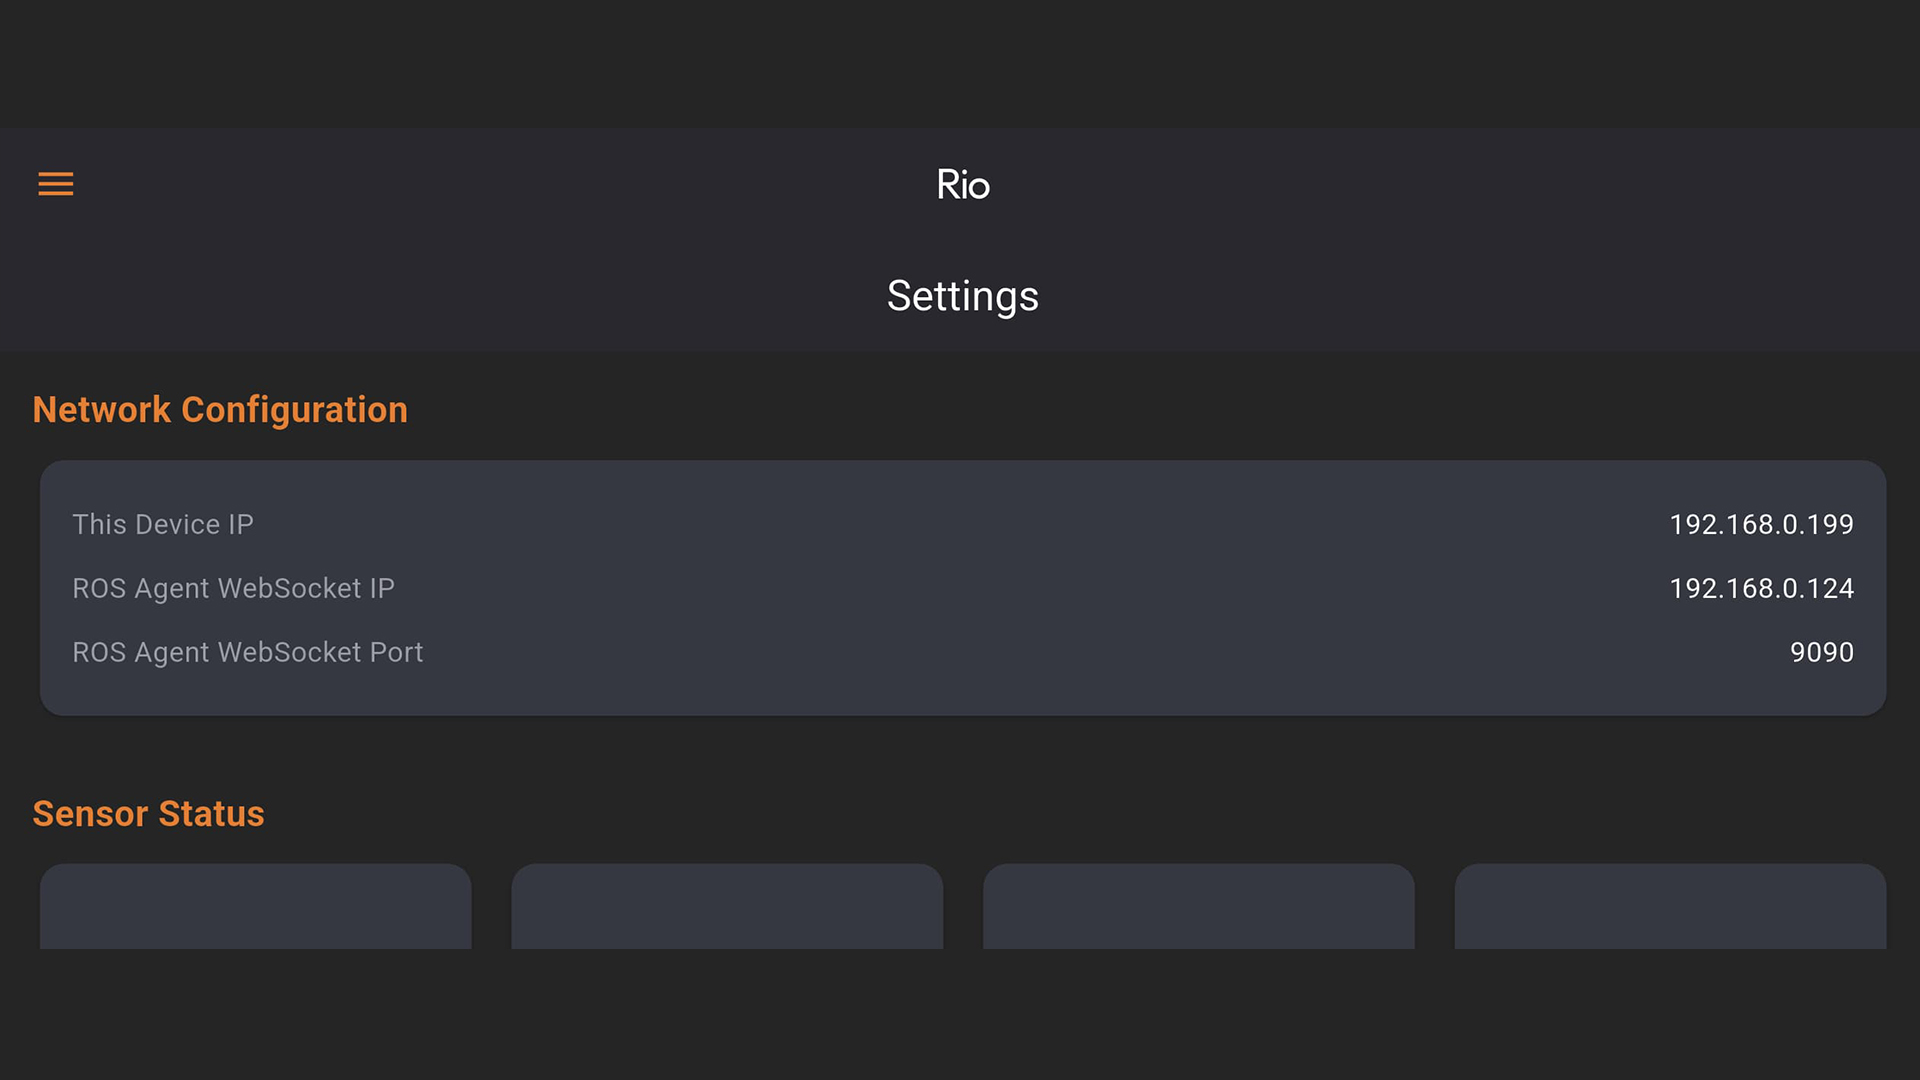 Rio
Settings
Network Configuration
This Device IP 192.168.0.199
ROS Agent WebSocket IP 192.168.0.124
ROS Agent WebSocket Port 9090
Sensor Status